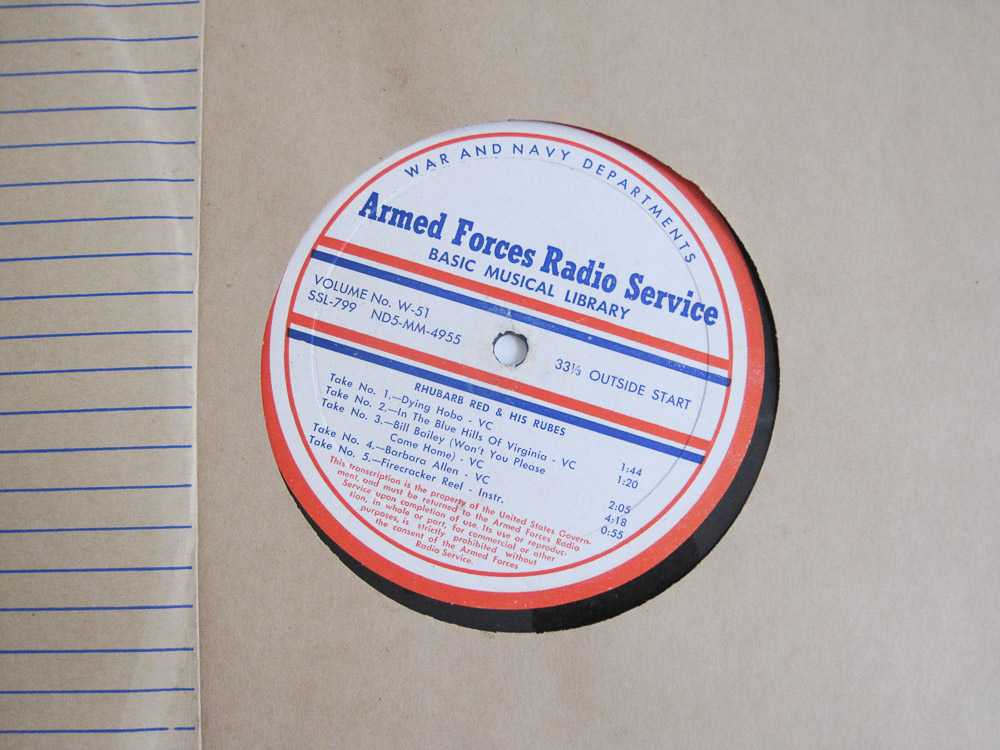 WAR AND NAVY DEPARTMENTS
Armed Forces Radio Service
BASIC MUSICAL LIBRARY
VOLUME No. W-51
SSL-799 ND5-MM-4955
33⅓ OUTSIDE START
RHUBARB RED & HIS RUBES
Take No. 1.—Dying Hobo - VC 1:44
Take No. 2.—In The Blue Hills Of Virginia - VC 1:20
Take No. 3.—Bill Bailey (Won't You Please
Come Home) - VC 2:05
Take No. 4.—Barbara Allen - VC 4:18
Take No. 5.—Firecracker Reel - Instr. 0:55
This transcription is the property of the United States Govern-
ment, and must be returned to the Armed Forces Radio
Service upon completion of use. Its use or reproduc-
tion, in whole or part, for commercial or other
purposes, is strictly prohibited without
the consent of the Armed Forces
Radio Service.